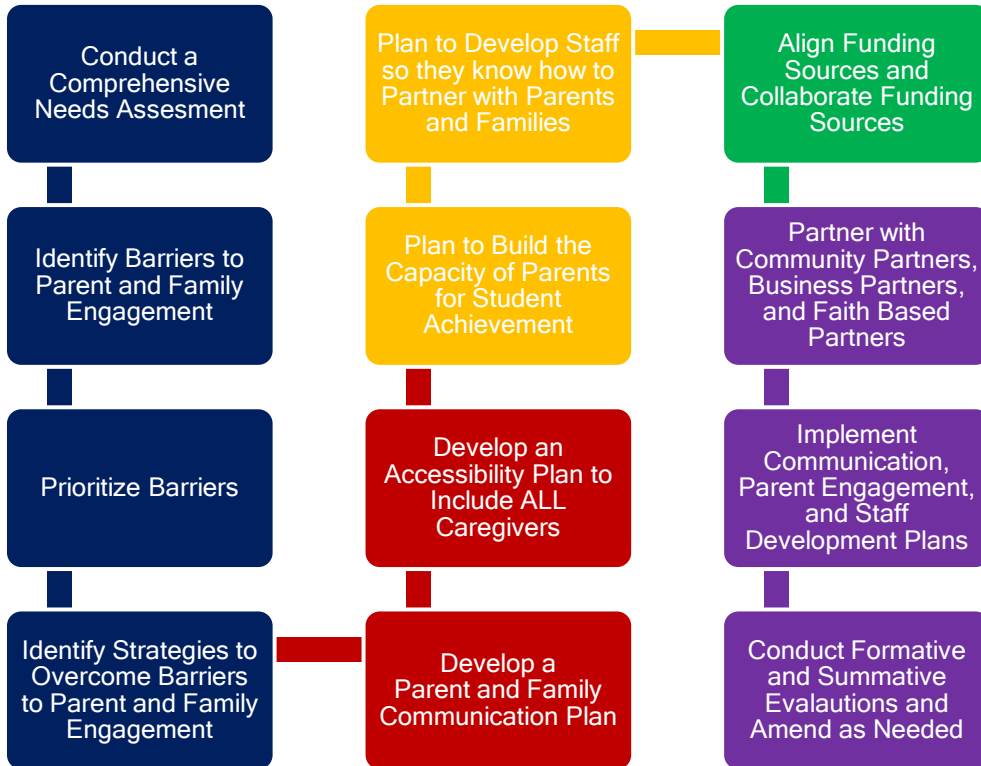 Conduct a
Comprehensive
Needs Assesment
Identify Barriers to
Parent and Family
Engagement
Prioritize Barriers
Identify Strategies to
Overcome Barriers
to Parent and Family
Engagement
Develop a
Parent and Family
Communication Plan
Develop an
Accessibility Plan to
Include ALL
Caregivers
Plan to Build the
Capacity of Parents
for Student
Achievement
Plan to Develop Staff
so they know how to
Partner with Parents
and Families
Align Funding
Sources and
Collaborate Funding
Sources
Partner with
Community Partners,
Business Partners,
and Faith Based
Partners
Implement
Communication,
Parent Engagement,
and Staff
Development Plans
Conduct Formative
and Summative
Evalautions and
Amend as Needed